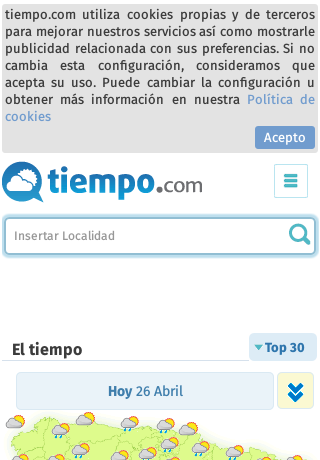 tiempo.com utiliza cookies propias y de terceros
para mejorar nuestros servicios así como mostrarle
publicidad relacionada con sus preferencias. Si no
cambia esta configuración, consideramos que
acepta su uso. Puede cambiar la configuración u
obtener más información en nuestra Política de
cookies
Acepto
tiempo.com
Insertar Localidad
El tiempo
Top 30
Hoy 26 Abril